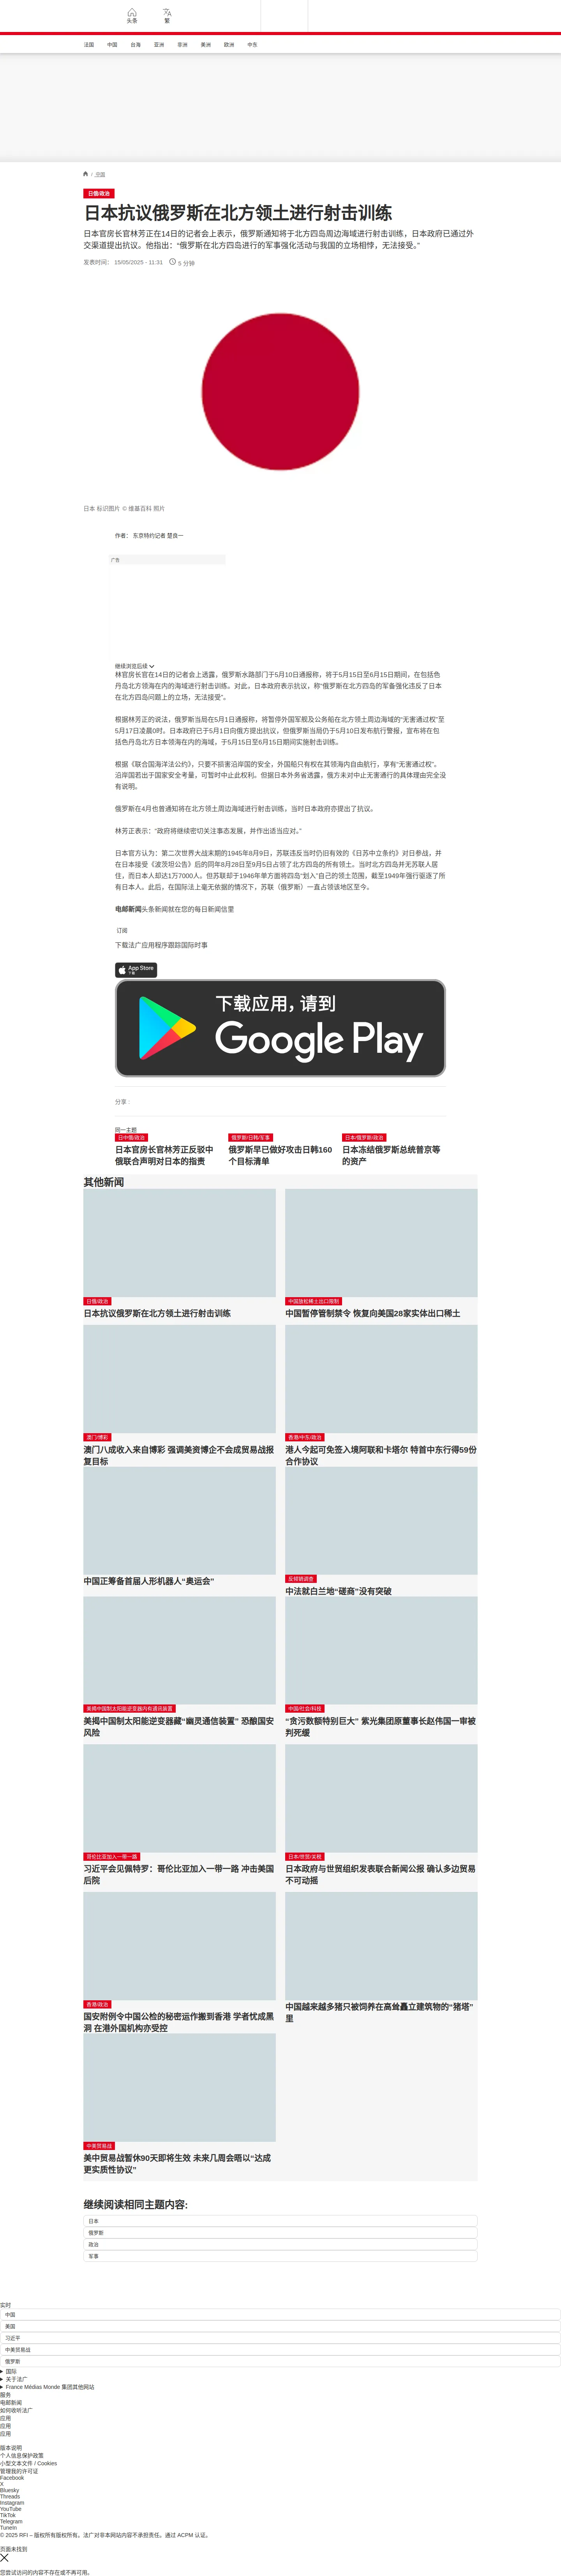 头条
繁
法国
中国
台海
亚洲
非洲
美洲
欧洲
中东
/ 中国
日俄/政治
日本抗议俄罗斯在北方领土进行射击训练
日本官房长官林芳正在14日的记者会上表示，俄罗斯通知将于北方四岛周边海域进行射击训练，日本政府已通过外
交渠道提出抗议。他指出：“俄罗斯在北方四岛进行的军事强化活动与我国的立场相悖，无法接受。”
发表时间： 15/05/2025 - 11:31
5 分钟
日本 标识图片 © 维基百科 照片
作者： 东京特约记者 楚良一
广告
继续浏览后续
林官房长官在14日的记者会上透露，俄罗斯水路部门于5月10日通报称，将于5月15日至6月15日期间，在包括色
丹岛北方领海在内的海域进行射击训练。对此，日本政府表示抗议，称“俄罗斯在北方四岛的军备强化违反了日本
在北方四岛问题上的立场，无法接受”。
根据林芳正的说法，俄罗斯当局在5月1日通报称，将暂停外国军舰及公务船在北方领土周边海域的“无害通过权”至
5月17日凌晨0时。日本政府已于5月1日向俄方提出抗议，但俄罗斯当局仍于5月10日发布航行警报，宣布将在包
括色丹岛北方日本领海在内的海域，于5月15日至6月15日期间实施射击训练。
根据《联合国海洋法公约》，只要不损害沿岸国的安全，外国船只有权在其领海内自由航行，享有“无害通过权”。
沿岸国若出于国家安全考量，可暂时中止此权利。但据日本外务省透露，俄方未对中止无害通行的具体理由完全没
有说明。
俄罗斯在4月也曾通知将在北方领土周边海域进行射击训练，当时日本政府亦提出了抗议。
林芳正表示：“政府将继续密切关注事态发展，并作出适当应对。”
日本官方认为：第二次世界大战末期的1945年8月9日，苏联违反当时仍旧有效的《日苏中立条约》对日参战，并
在日本接受《波茨坦公告》后的同年8月28日至9月5日占领了北方四岛的所有领土。当时北方四岛并无苏联人居
住，而日本人却达1万7000人。但苏联却于1946年单方面将四岛“划入”自己的领土范围，截至1949年强行驱逐了所
有日本人。此后，在国际法上毫无依据的情况下，苏联（俄罗斯）一直占领该地区至今，
电邮新闻头条新闻就在您的每日新闻信里
订阅
下载法广应用程序跟踪国际时事
App Store
下载
下载应用，请到
Google Play
分享 :
同一主题
日中俄/政治
日本官房长官林芳正反驳中
俄联合声明对日本的指责
俄罗斯/日韩/军事
俄罗斯早已做好攻击日韩160
个目标清单
日本/俄罗斯/政治
日本冻结俄罗斯总统普京等
的资产
其他新闻
日俄/政治
日本抗议俄罗斯在北方领土进行射击训练
中国放松稀土出口限制
中国暂停管制禁令 恢复向美国28家实体出口稀土
澳门/博彩
澳门八成收入来自博彩 强调美资博企不会成贸易战报
复目标
香港/中东/政治
港人今起可免签入境阿联和卡塔尔 特首中东行得59份
合作协议
中国正筹备首届人形机器人“奥运会”
反倾销调查
中法就白兰地“磋商”没有突破
美揭中国制太阳能逆变器内有通讯装置
美揭中国制太阳能逆变器藏“幽灵通信装置” 恐酿国安
风险
中国/社会/科技
“贪污数额特别巨大” 紫光集团原董事长赵伟国一审被
判死缓
哥伦比亚加入一带一路
习近平会见佩特罗：哥伦比亚加入一带一路 冲击美国
后院
日本/世贸/关税
日本政府与世贸组织发表联合新闻公报 确认多边贸易
不可动摇
香港/政治
国安附例令中国公检的秘密运作搬到香港 学者忧成黑
洞 在港外国机构亦受控
中国越来越多猪只被饲养在高耸矗立建筑物的“猪塔”
里
中美贸易战
美中贸易战暂休90天即将生效 未来几周会晤以“达成
更实质性协议”
继续阅读相同主题内容:
日本
俄罗斯
政治
军事
实时
中国
美国
习近平
中美贸易战
俄罗斯
国际
关于法广
France Médias Monde 集团其他网站
服务
电邮新闻
如何收听法广
应用
应用
应用
版本说明
个人信息保护政策
小型文本文件 / Cookies
管理我的许可证
Facebook
X
Bluesky
Threads
Instagram
YouTube
TikTok
Telegram
TuneIn
© 2025 RFI – 版权所有版权所有。法广对非本网站内容不承担责任。通过 ACPM 认证。
页面未找到
您尝试访问的内容不存在或不再可用。